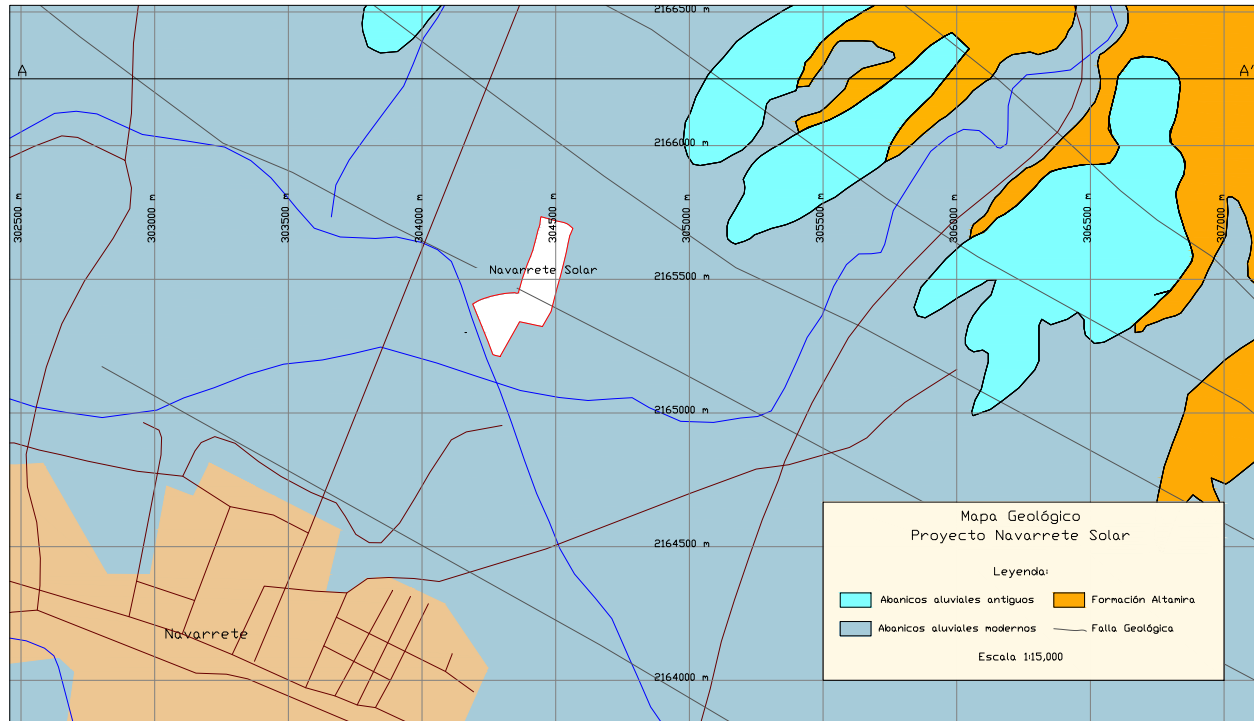 2166500 m
A
A'
2166000 m
302500 m
303000 m
303500 m
304000 m
304500 m
305000 m
305500 m
306000 m
306500 m
307000 m
Navarrete Solar
2165500 m
2165000 m
2164500 m
2164000 m
Navarrete
Mapa Geológico
Proyecto Navarrete Solar
Leyenda:
Abanicos aluviales antiguos
Formación Altamira
Abanicos aluviales modernos
Falla Geológica
Escala 1:15,000